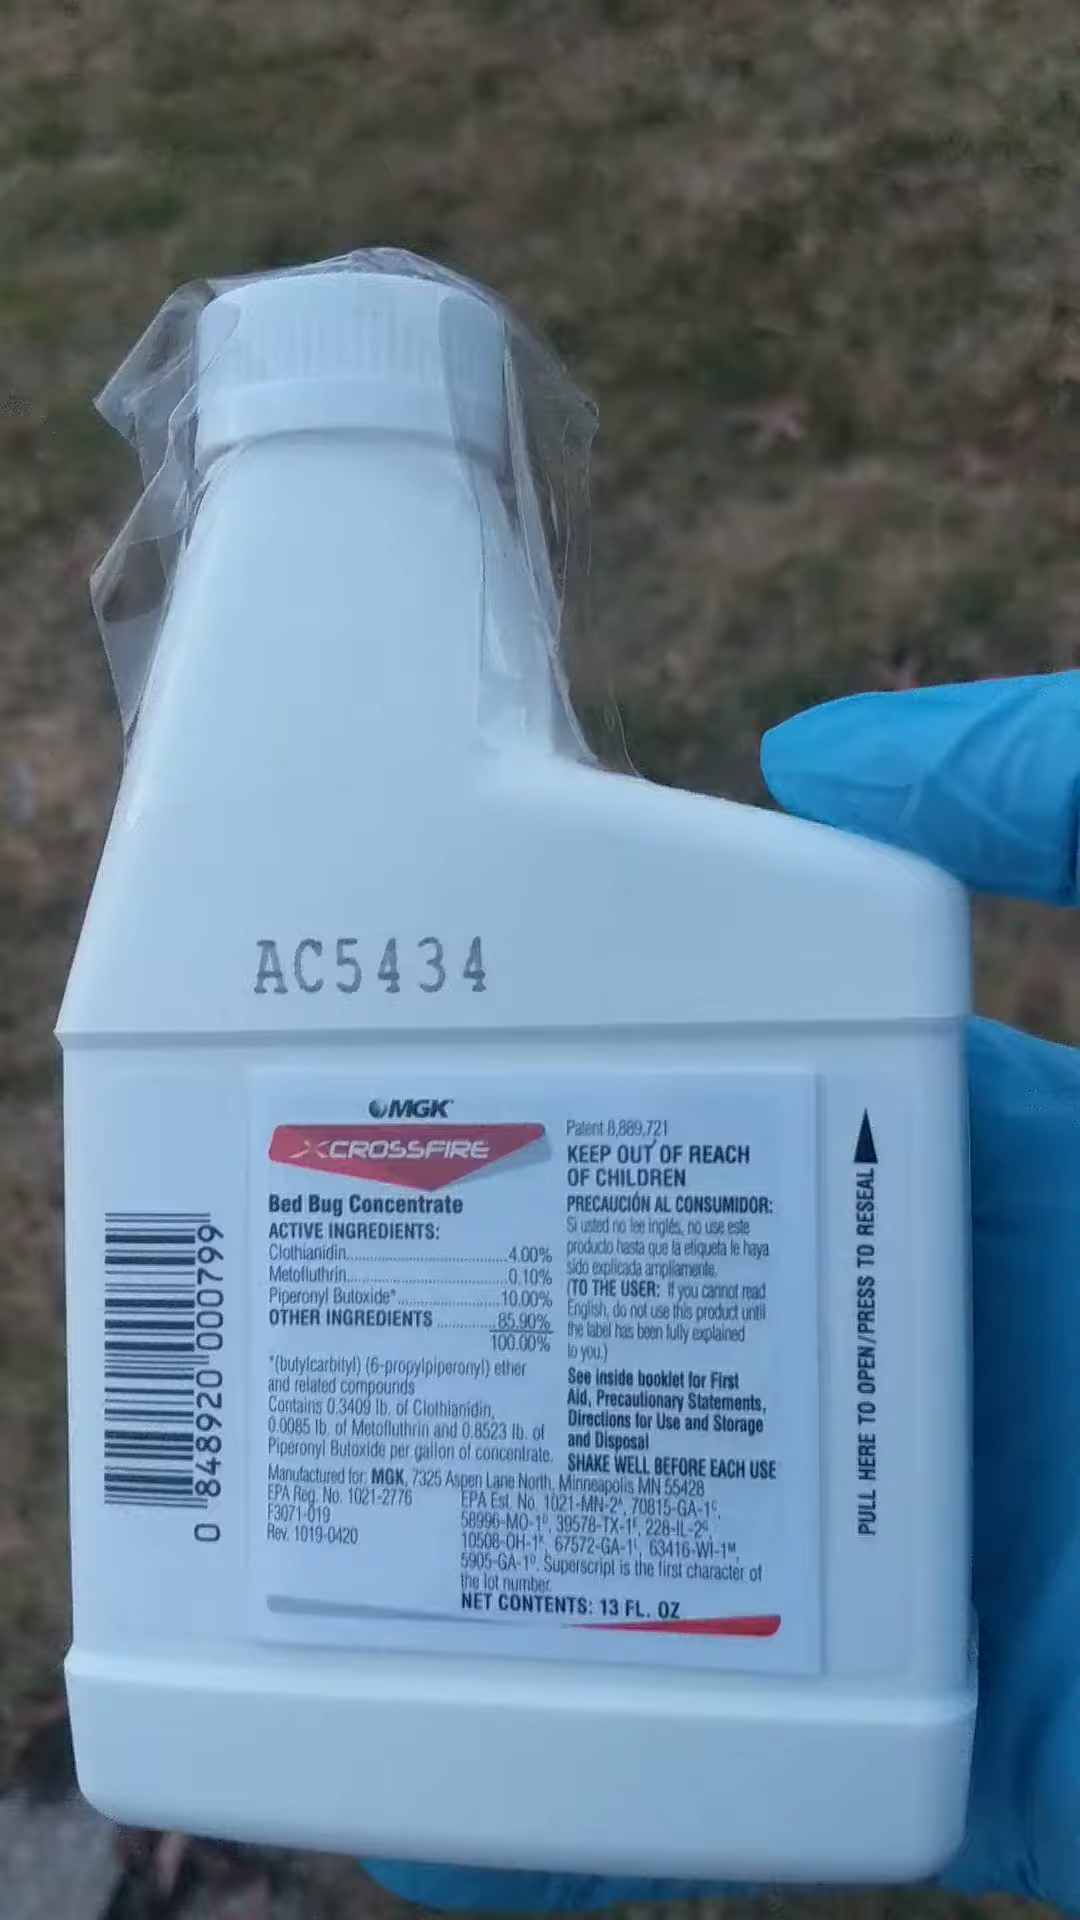 AC5434
MGK
CROSSFIRE
Bed Bug Concentrate
ACTIVE INGREDIENTS:
Clothianidin..............................4.00%
Metofluthrin..............................0.10%
Piperonyl Butoxide*...................10.00%
OTHER INGREDIENTS.............85.90%
100.00%
*(butylcarbityl) (6-propylpiperonyl) ether
and related compounds
Contains 0.3409 lb. of Clothianidin,
0.0085 lb. of Metofluthrin and 0.8523 lb. of
Piperonyl Butoxide per gallon of concentrate.
Patent 8,889,721
KEEP OUT OF REACH
OF CHILDREN
PRECAUCIÓN AL CONSUMIDOR:
Si usted no lee inglés, no use este
producto hasta que la etiqueta le haya
sido explicada ampliamente.
(TO THE USER: If you cannot read
English, do not use this product until
the label has been fully explained
to you.)
See inside booklet for First
Aid, Precautionary Statements,
Directions for Use and Storage
and Disposal
SHAKE WELL BEFORE EACH USE
Manufactured for: MGK, 7325 Aspen Lane North, Minneapolis MN 55428
EPA Reg. No. 1021-2776
F3071-019
Rev. 1019-0420
EPA Est. No. 1021-MN-2ᴬ, 70815-GA-1ᶜ,
58996-MO-1ᴰ, 39578-TX-1ᶠ, 228-IL-2ᴳ,
10508-OH-1ᴷ, 67572-GA-1ᴸ, 63416-WI-1ᴹ,
5905-GA-1ᴼ. Superscript is the first character of
the lot number.
NET CONTENTS: 13 FL. OZ
PULL HERE TO OPEN/PRESS TO RESEAL
0 848920 000799